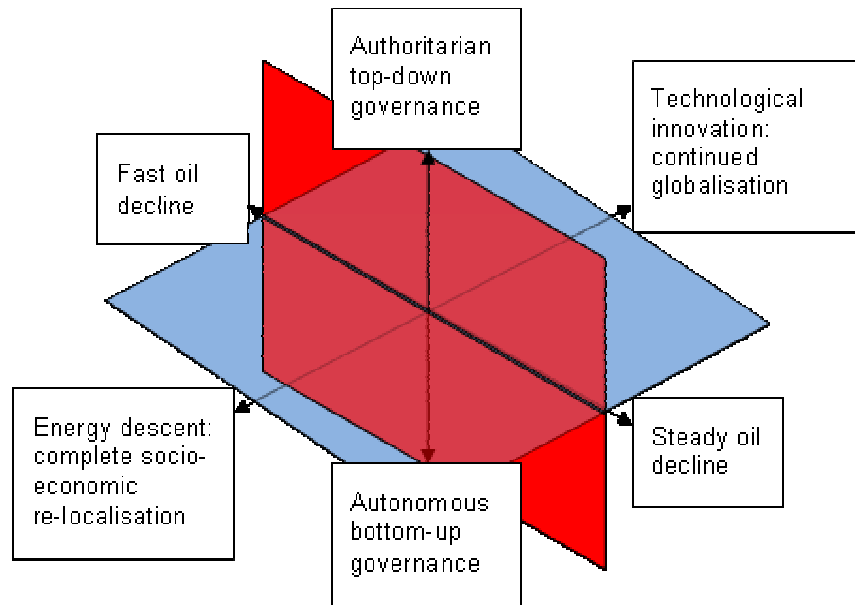 Authoritarian
top-down
governance
Technological
innovation:
continued
globalisation
Fast oil
decline
Energy descent:
complete socio-
economic
re-localisation
Steady oil
decline
Autonomous
bottom-up
governance